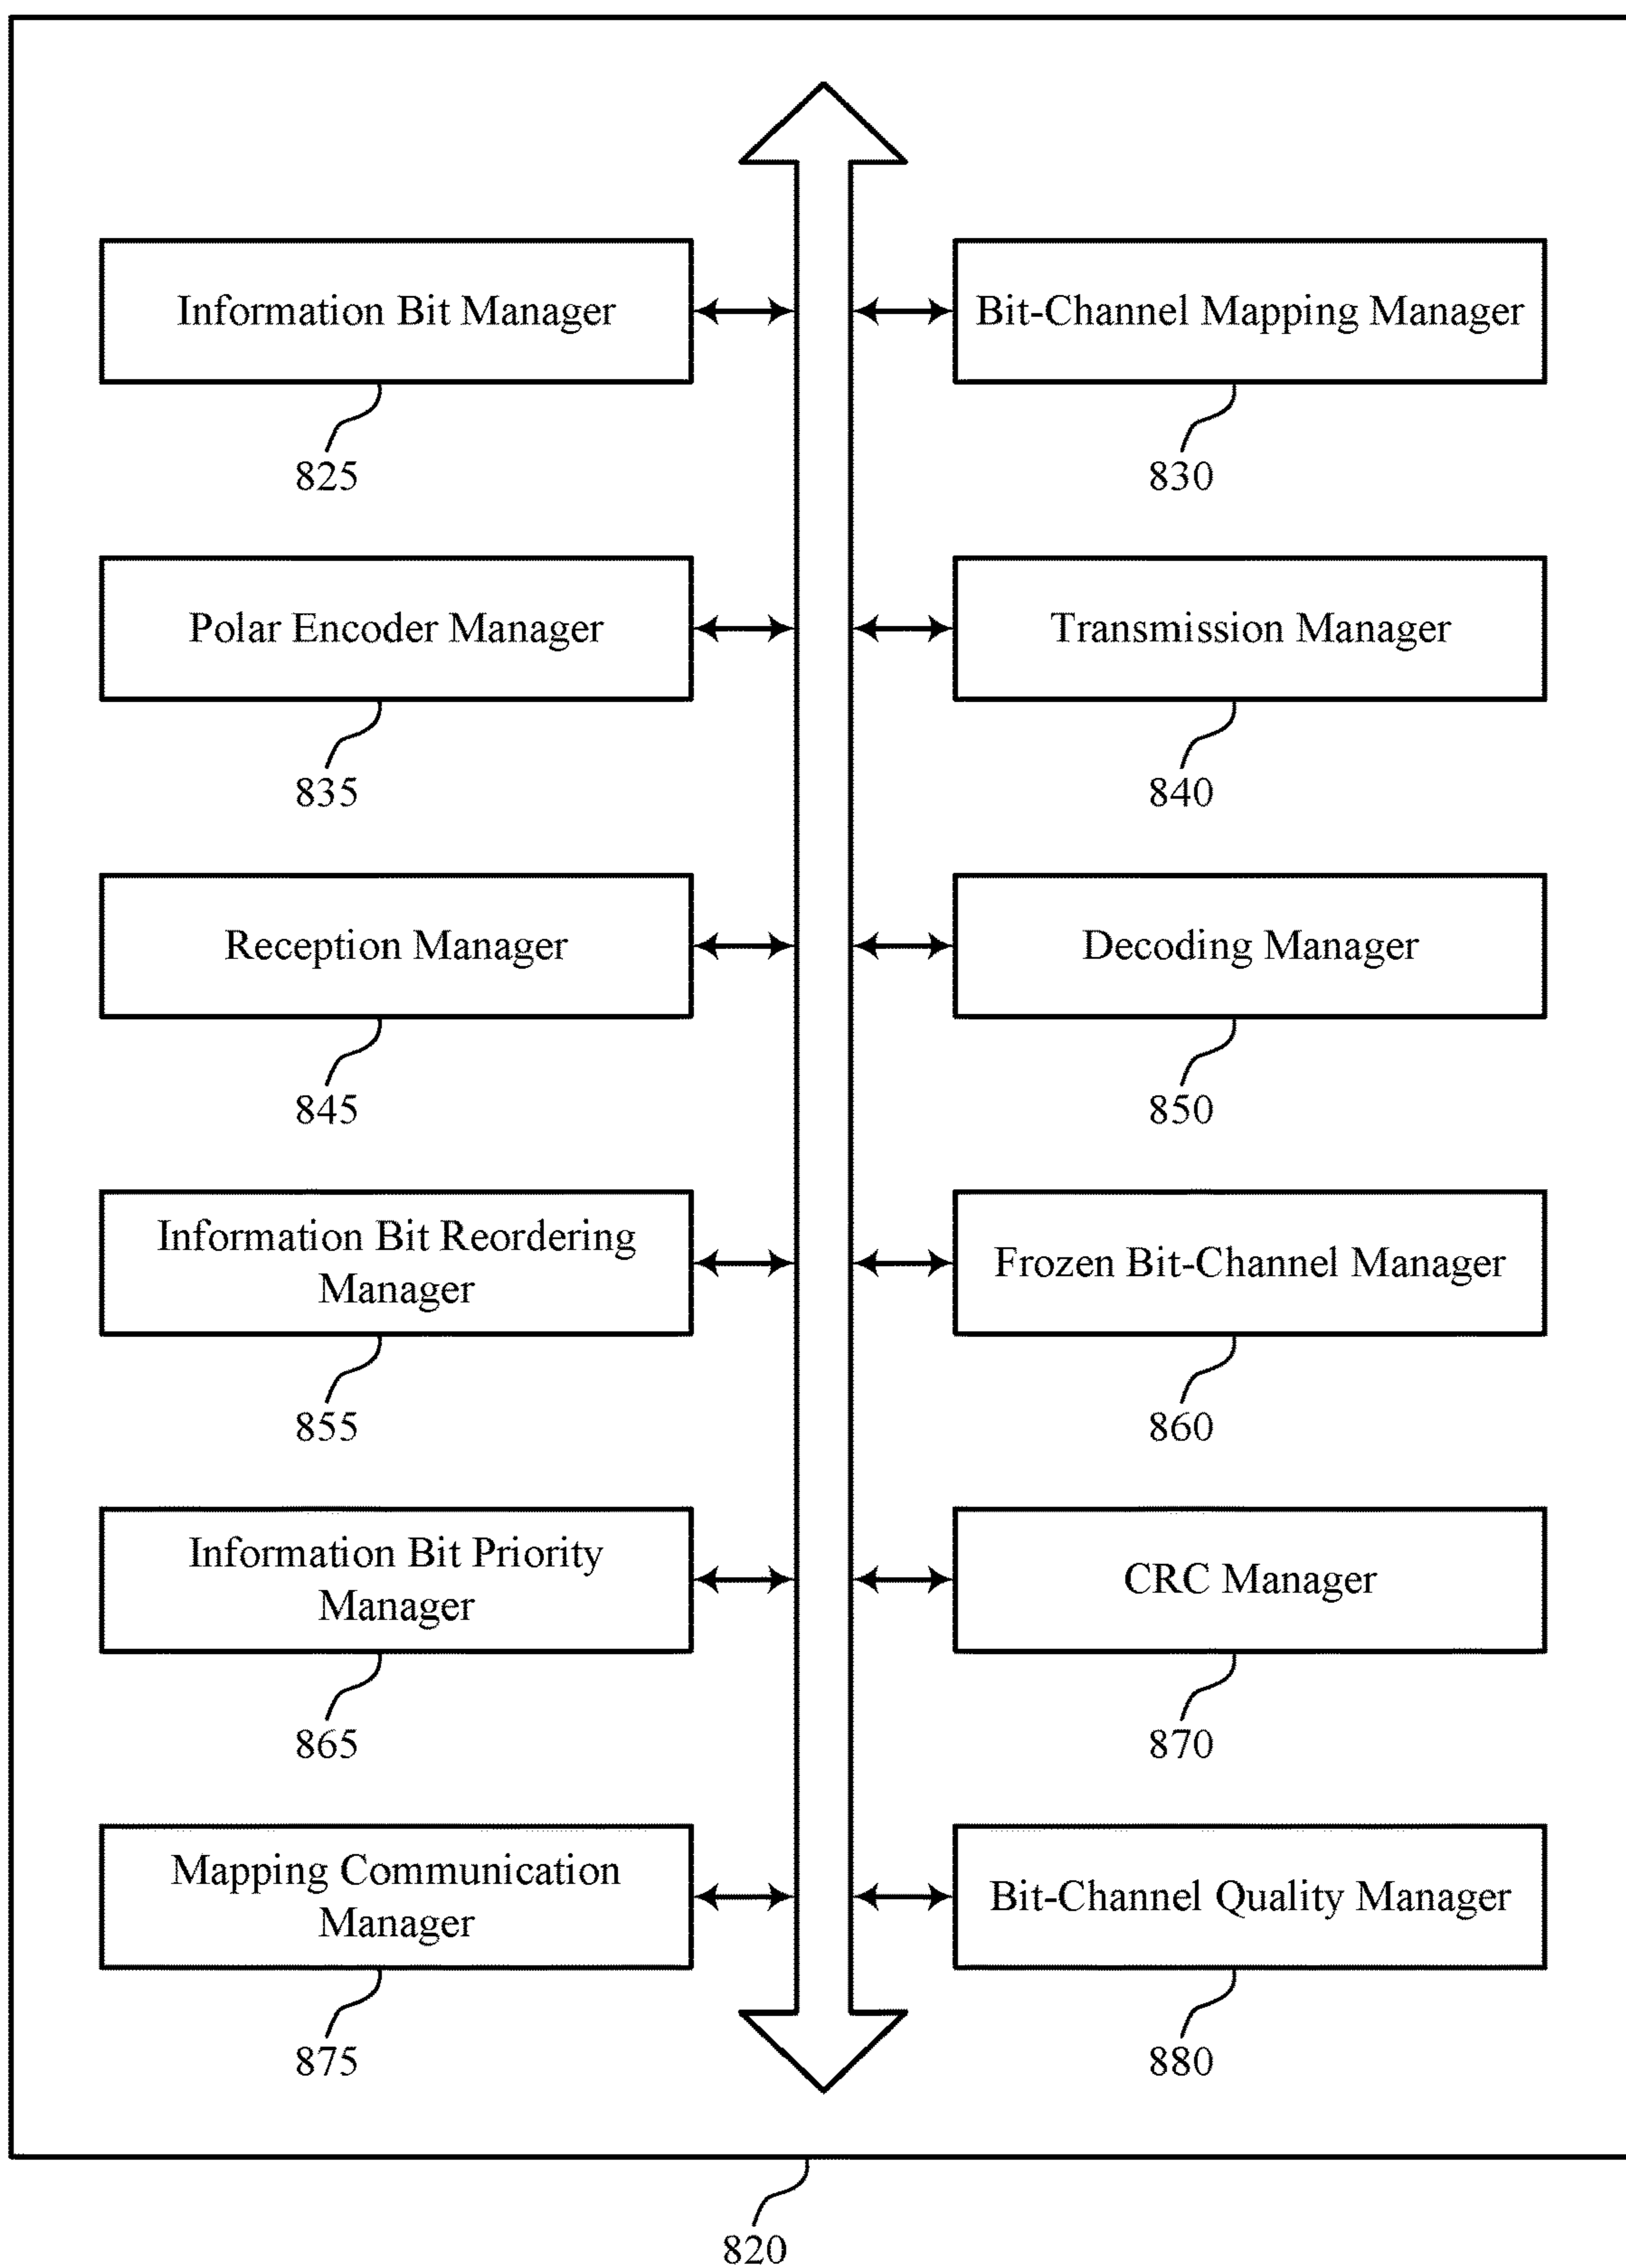 Information Bit Manager
825
Bit-Channel Mapping Manager
830
Polar Encoder Manager
835
Transmission Manager
840
Reception Manager
845
Decoding Manager
850
Information Bit Reordering
Manager
855
Frozen Bit-Channel Manager
860
Information Bit Priority
Manager
865
CRC Manager
870
Mapping Communication
Manager
875
Bit-Channel Quality Manager
880
820